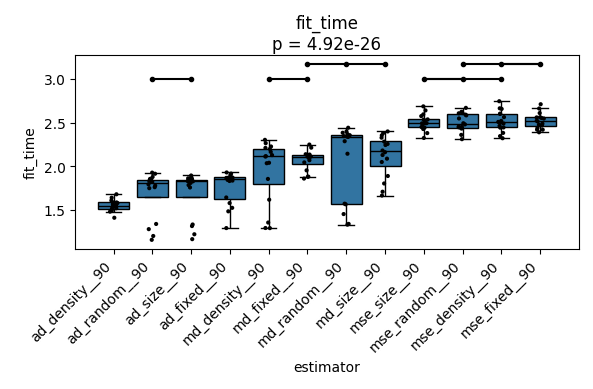 fit_time
p = 4.92e-26
fit_time
3.0
2.5
2.0
1.5
ad_density__90
ad_random__90
ad_size__90
ad_fixed__90
md_density__90
md_fixed__90
md_random__90
md_size__90
mse_size__90
mse_random__90
mse_density__90
mse_fixed__90
estimator